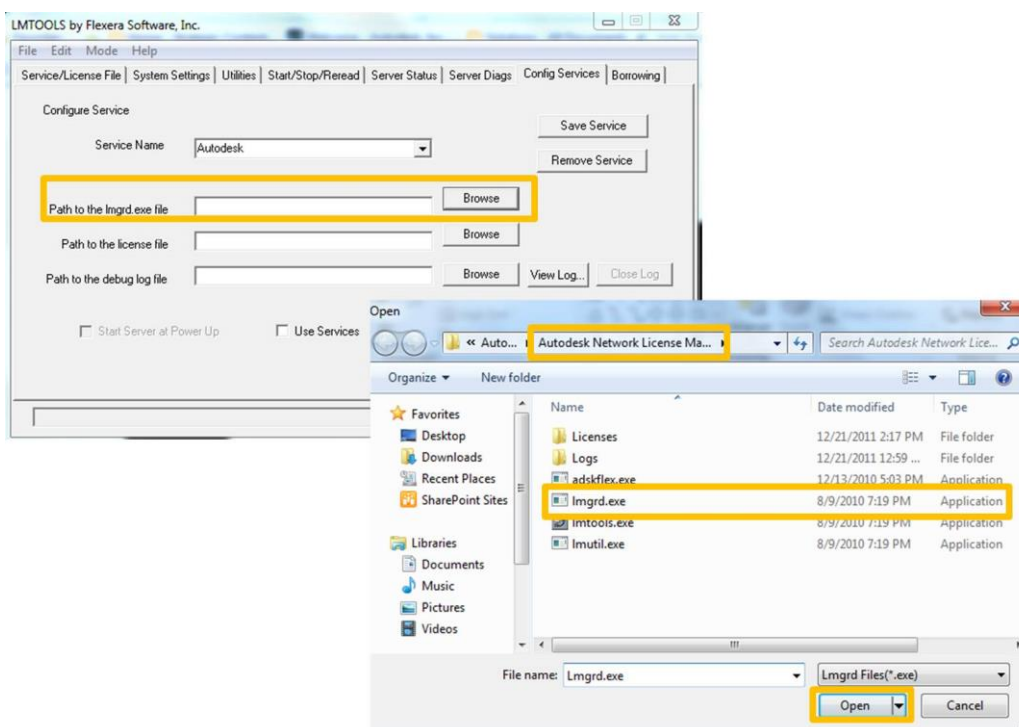 LMTOOLS by Flexera Software, Inc.
File Edit Mode Help
Service/License File System Settings Utilities Start/Stop/Reread Server Status Server Diags Config Services Borrowing
Configure Service
Save Service
Service Name Autodesk
Remove Service
Path to the lmgrd.exe file Browse
Path to the license file Browse
Path to the debug log file Browse View Log... Close Log
Start Server at Power Up Use Services
Open
« Auto... Autodesk Network License Ma... Search Autodesk Network Lice...
Organize New folder
Name Date modified Type
Favorites
Desktop
Downloads
Recent Places
SharePoint Sites
Libraries
Documents
Music
Pictures
Videos
Licenses 12/21/2011 2:17 PM File folder
Logs 12/21/2011 12:59 ... File folder
adskflex.exe 12/13/2010 5:03 PM Application
lmgrd.exe 8/9/2010 7:19 PM Application
lmtools.exe 8/9/2010 7:19 PM Application
lmutil.exe 8/9/2010 7:19 PM Application
File name: Lmgrd.exe Lmgrd Files(*.exe)
Open Cancel